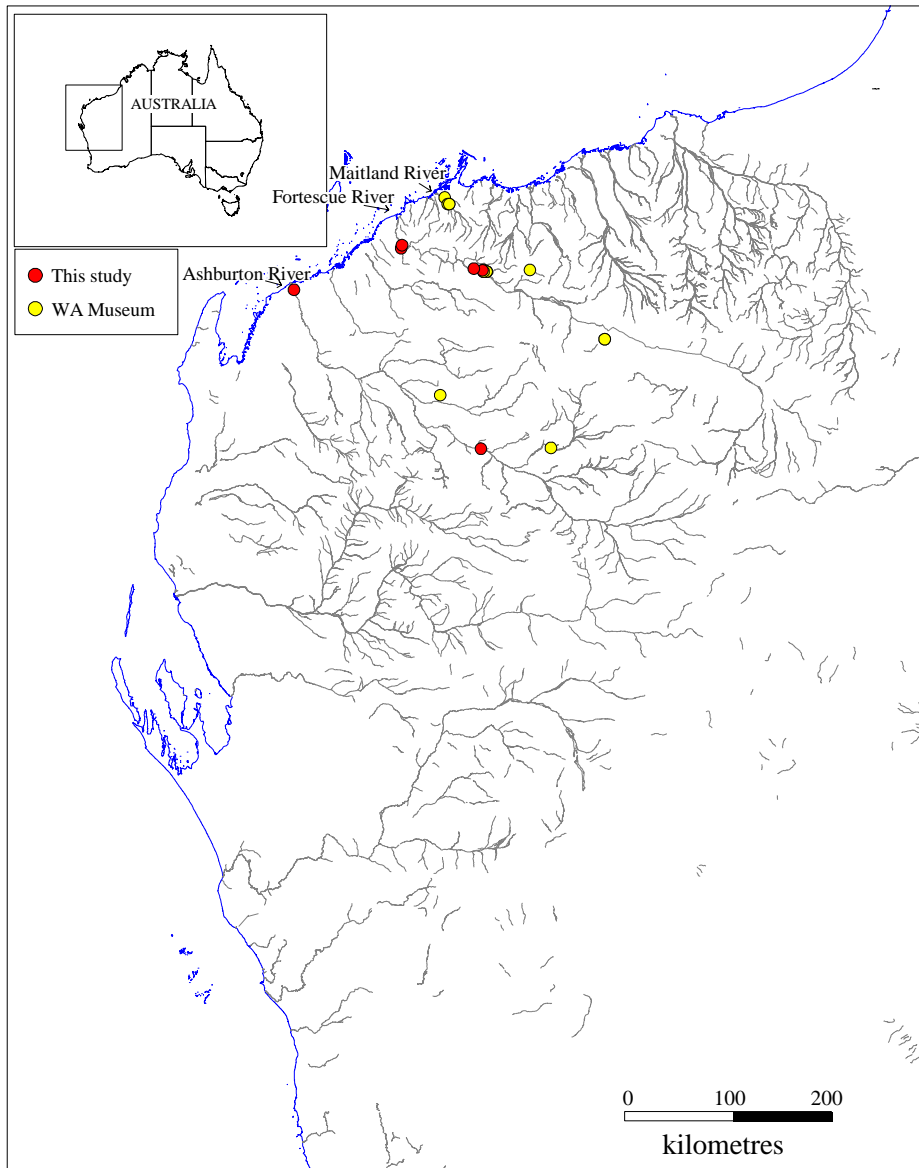 AUSTRALIA
Maitland River
Fortescue River
Ashburton River
This study
WA Museum
0 100 200
kilometres